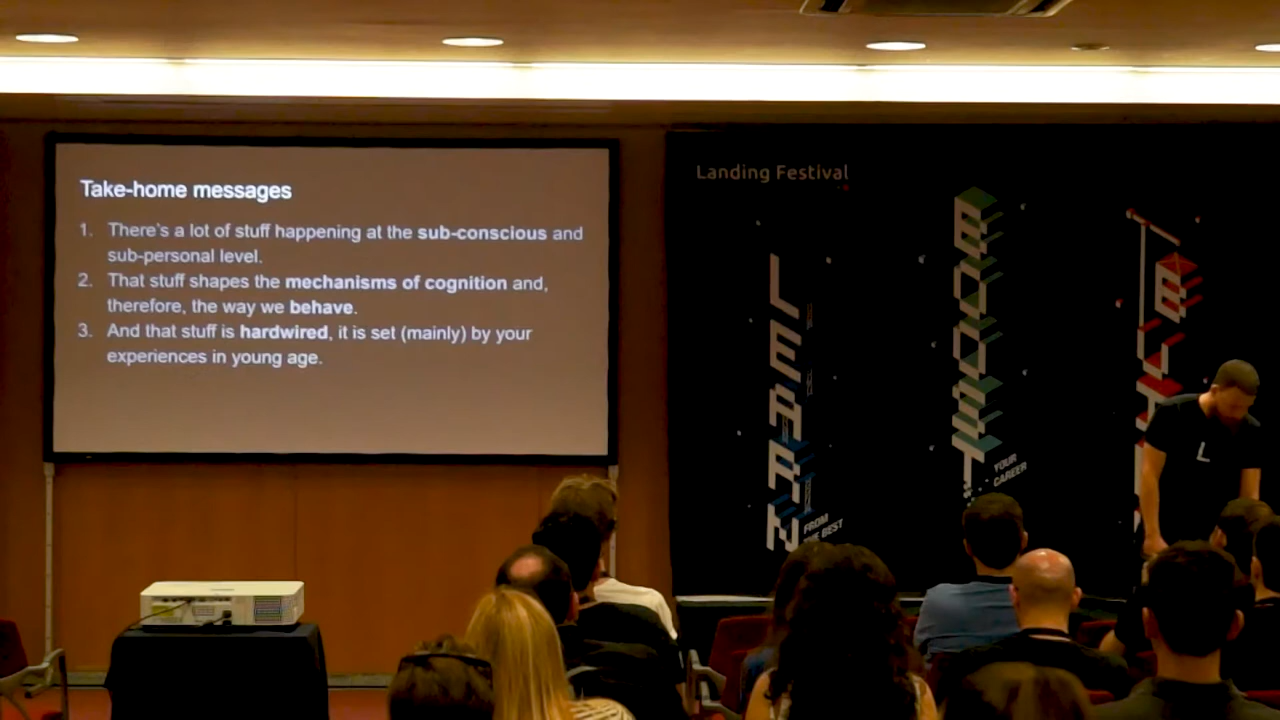 Take-home messages
1. There's a lot of stuff happening at the sub-conscious and
sub-personal level.
2. That stuff shapes the mechanisms of cognition and,
therefore, the way we behave.
3. And that stuff is hardwired, it is set (mainly) by your
experiences in young age.
Landing Festival
LEARN
FROM
THE BEST
BOOST
YOUR
CAREER
L